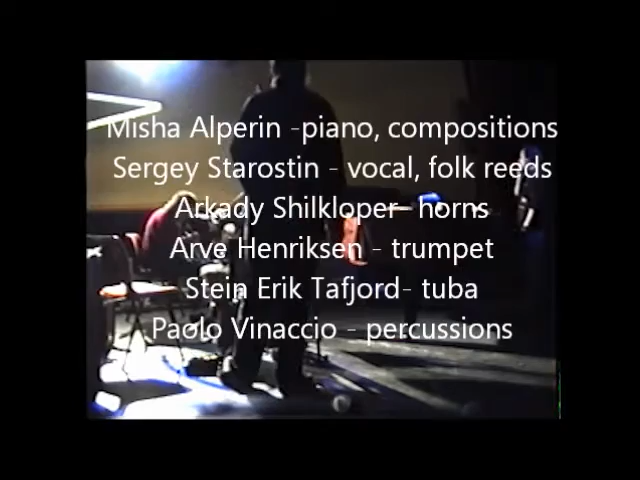 Misha Alperin -piano, compositions
Sergey Starostin - vocal, folk reeds
Arkady Shilkloper- horns
Arve Henriksen - trumpet
Stein Erik Tafjord- tuba
Paolo Vinaccio - percussions